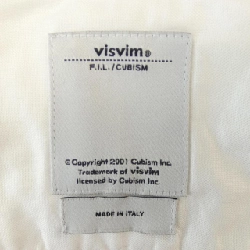 visvim®
F.I.L./CUBISM
© Copyright 2001 Cubism Inc.
Trademark of visvim
licensed by Cubism Inc.
MADE IN ITALY